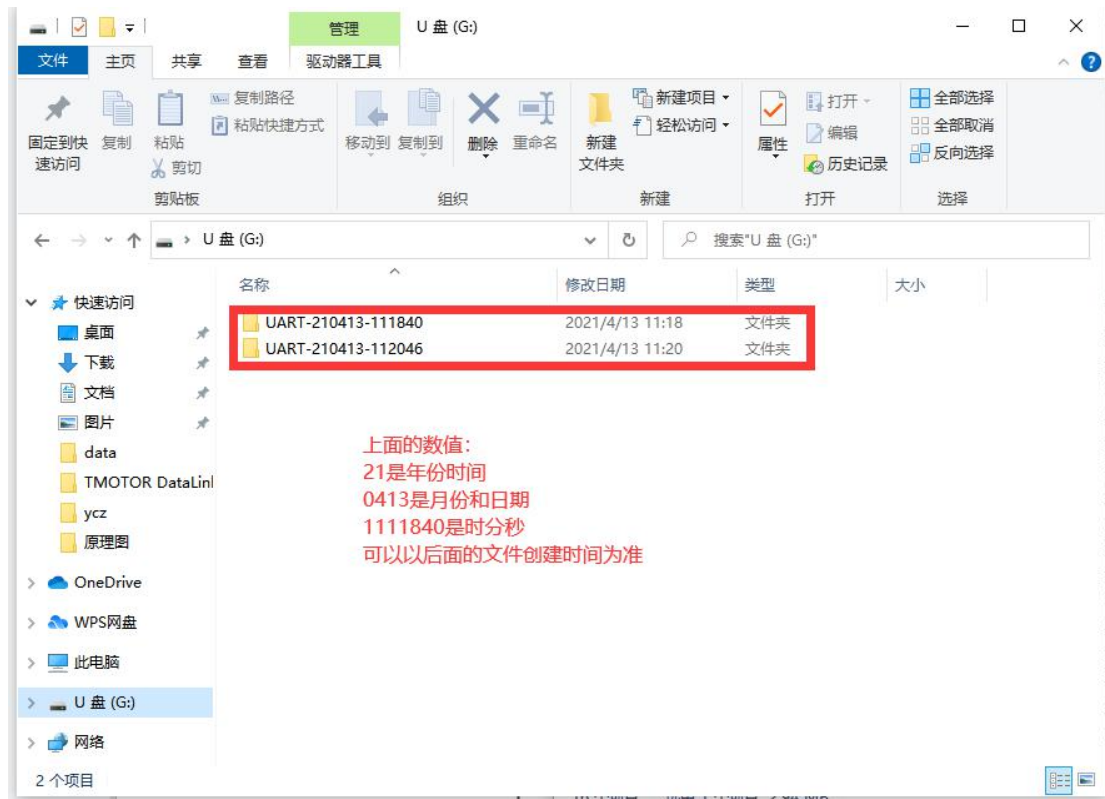 管理
U 盘 (G:)
文件 主页 共享 查看 驱动器工具
固定到快
速访问
复制
粘贴
复制路径
粘贴快捷方式
剪切
剪贴板
移动到 复制到 删除 重命名
组织
新建
文件夹
新建项目
轻松访问
新建
属性
打开
编辑
历史记录
打开
全部选择
全部取消
反向选择
选择
U 盘 (G:)
搜索"U 盘 (G:)"
名称 修改日期 类型 大小
UART-210413-111840 2021/4/13 11:18 文件夹
UART-210413-112046 2021/4/13 11:20 文件夹
上面的数值：
21是年份时间
0413是月份和日期
1111840是时分秒
可以以后面的文件创建时间为准
快速访问
桌面
下载
文档
图片
data
TMOTOR DataLinl
ycz
原理图
OneDrive
WPS网盘
此电脑
U 盘 (G:)
网络
2 个项目